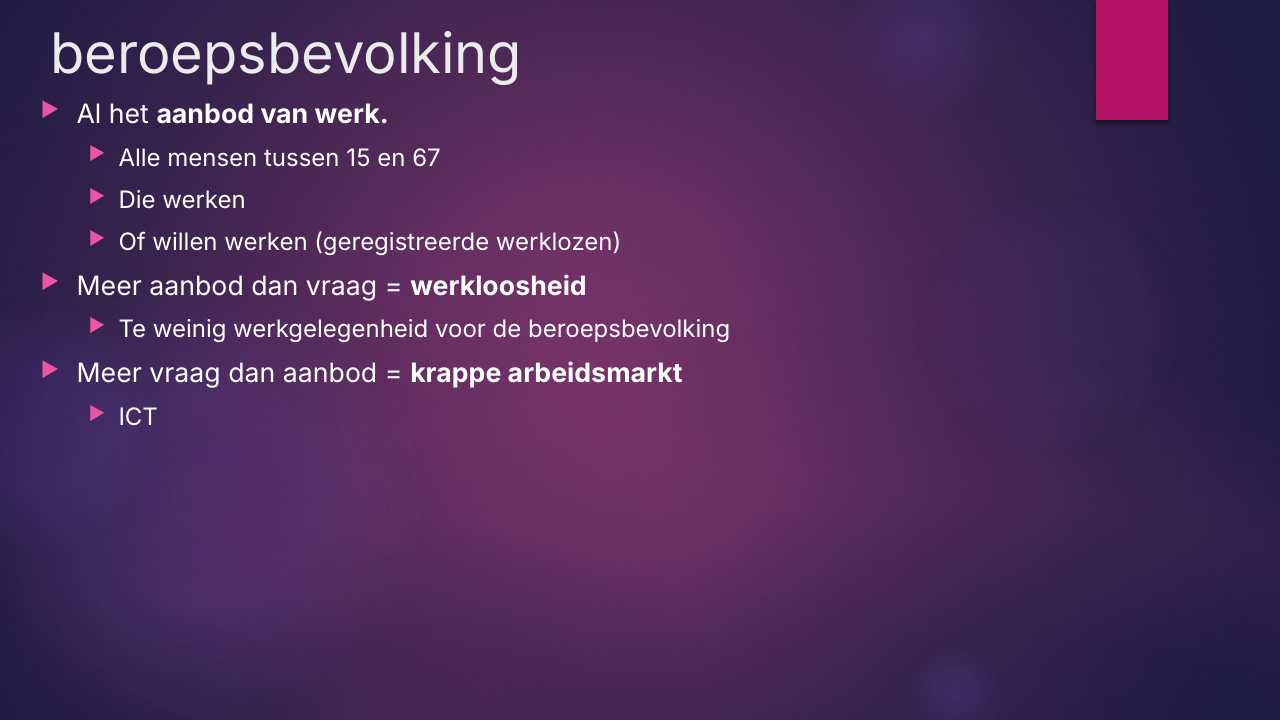 beroepsbevolking
Al het aanbod van werk.
Alle mensen tussen 15 en 67
Die werken
Of willen werken (geregistreerde werklozen)
Meer aanbod dan vraag = werkloosheid
Te weinig werkgelegenheid voor de beroepsbevolking
Meer vraag dan aanbod = krappe arbeidsmarkt
ICT